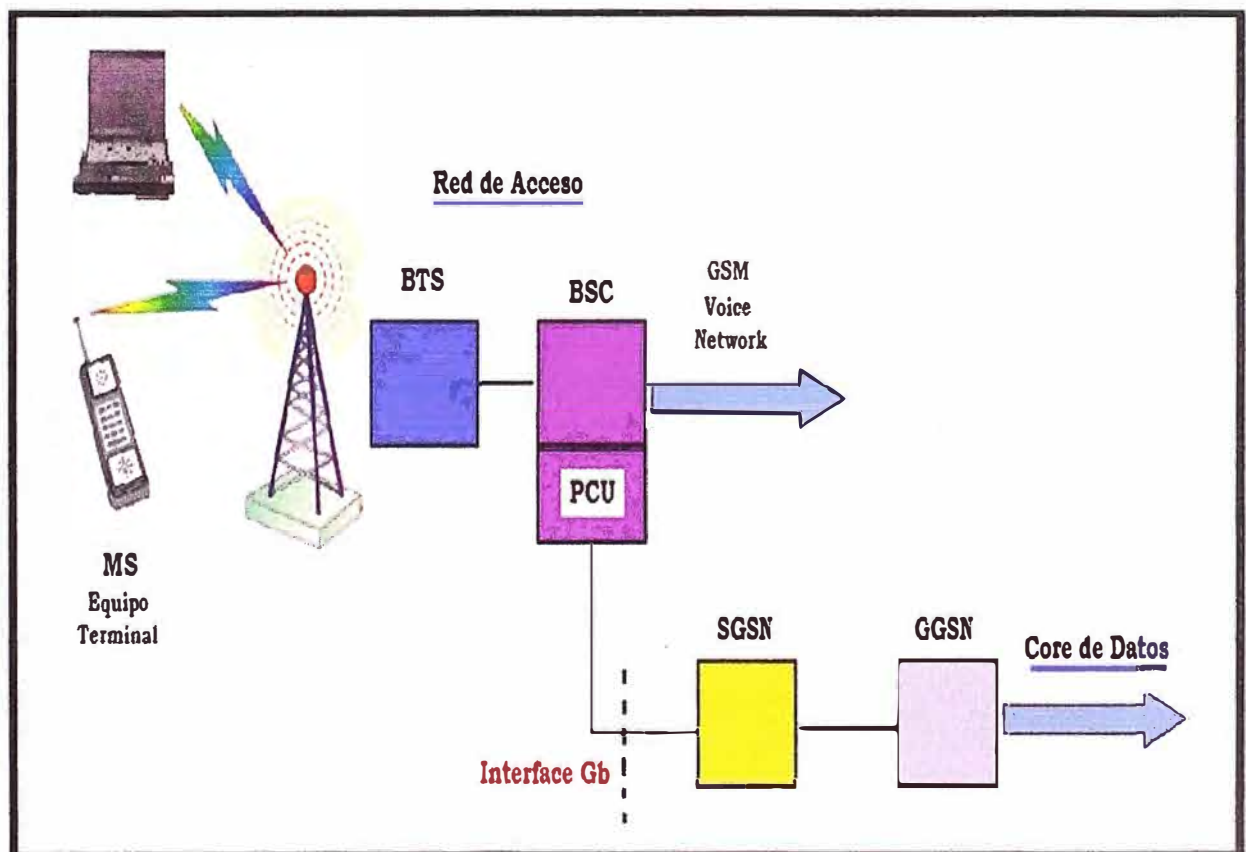 Red de Acceso
BTS
BSC
GSM
Voice
Network
PCU
MS
Equipo
Terminal
SGSN
GGSN
Core de Datos
Interface Gb